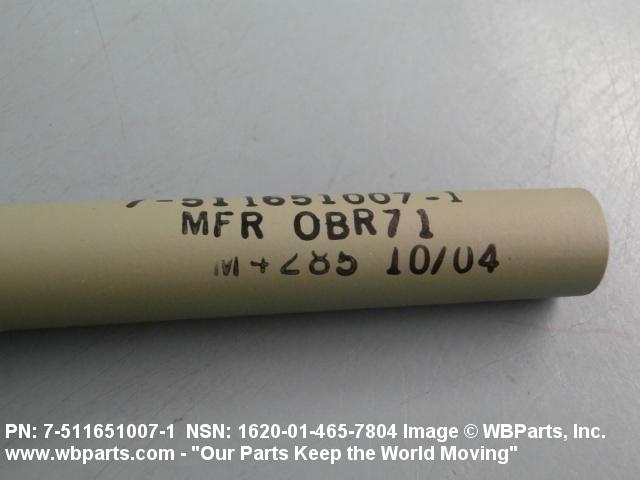 7-511651007-1
MFR OBR71
M+285 10/04
PN: 7-511651007-1 NSN: 1620-01-465-7804 Image © WBParts, Inc.
www.wbparts.com - "Our Parts Keep the World Moving"